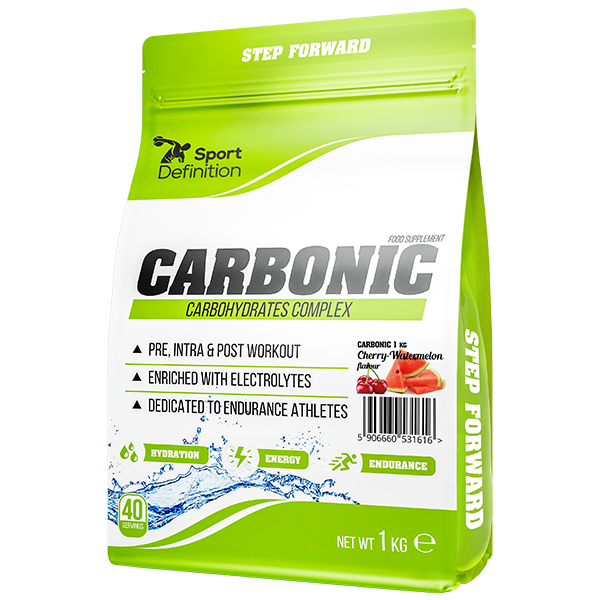 STEP FORWARD
Sport
Definition
FOOD SUPPLEMENT
CARBONIC
CARBOHYDRATES COMPLEX
▲ PRE, INTRA & POST WORKOUT
▲ ENRICHED WITH ELECTROLYTES
▲ DEDICATED TO ENDURANCE ATHLETES
CARBONIC 1 KG
Cherry-Watermelon
flavour
5 906660 531616 >
HYDRATION
ENERGY
ENDURANCE
40
SERVINGS
NET WT 1 KG ℮
STEP FORWARD